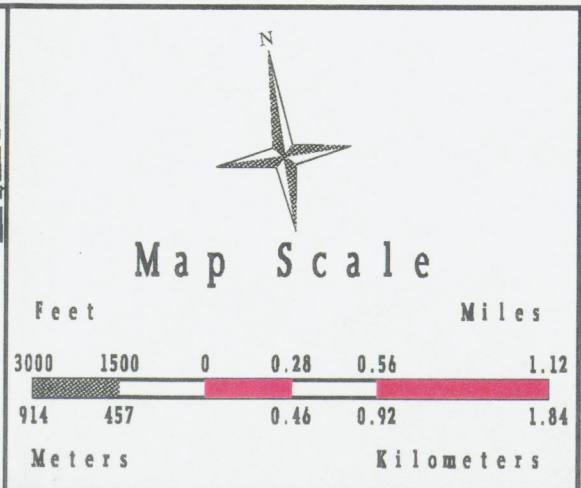 N
Map Scale
Feet Miles
3000 1500 0 0.28 0.56 1.12
914 457 0.46 0.92 1.84
Meters Kilometers